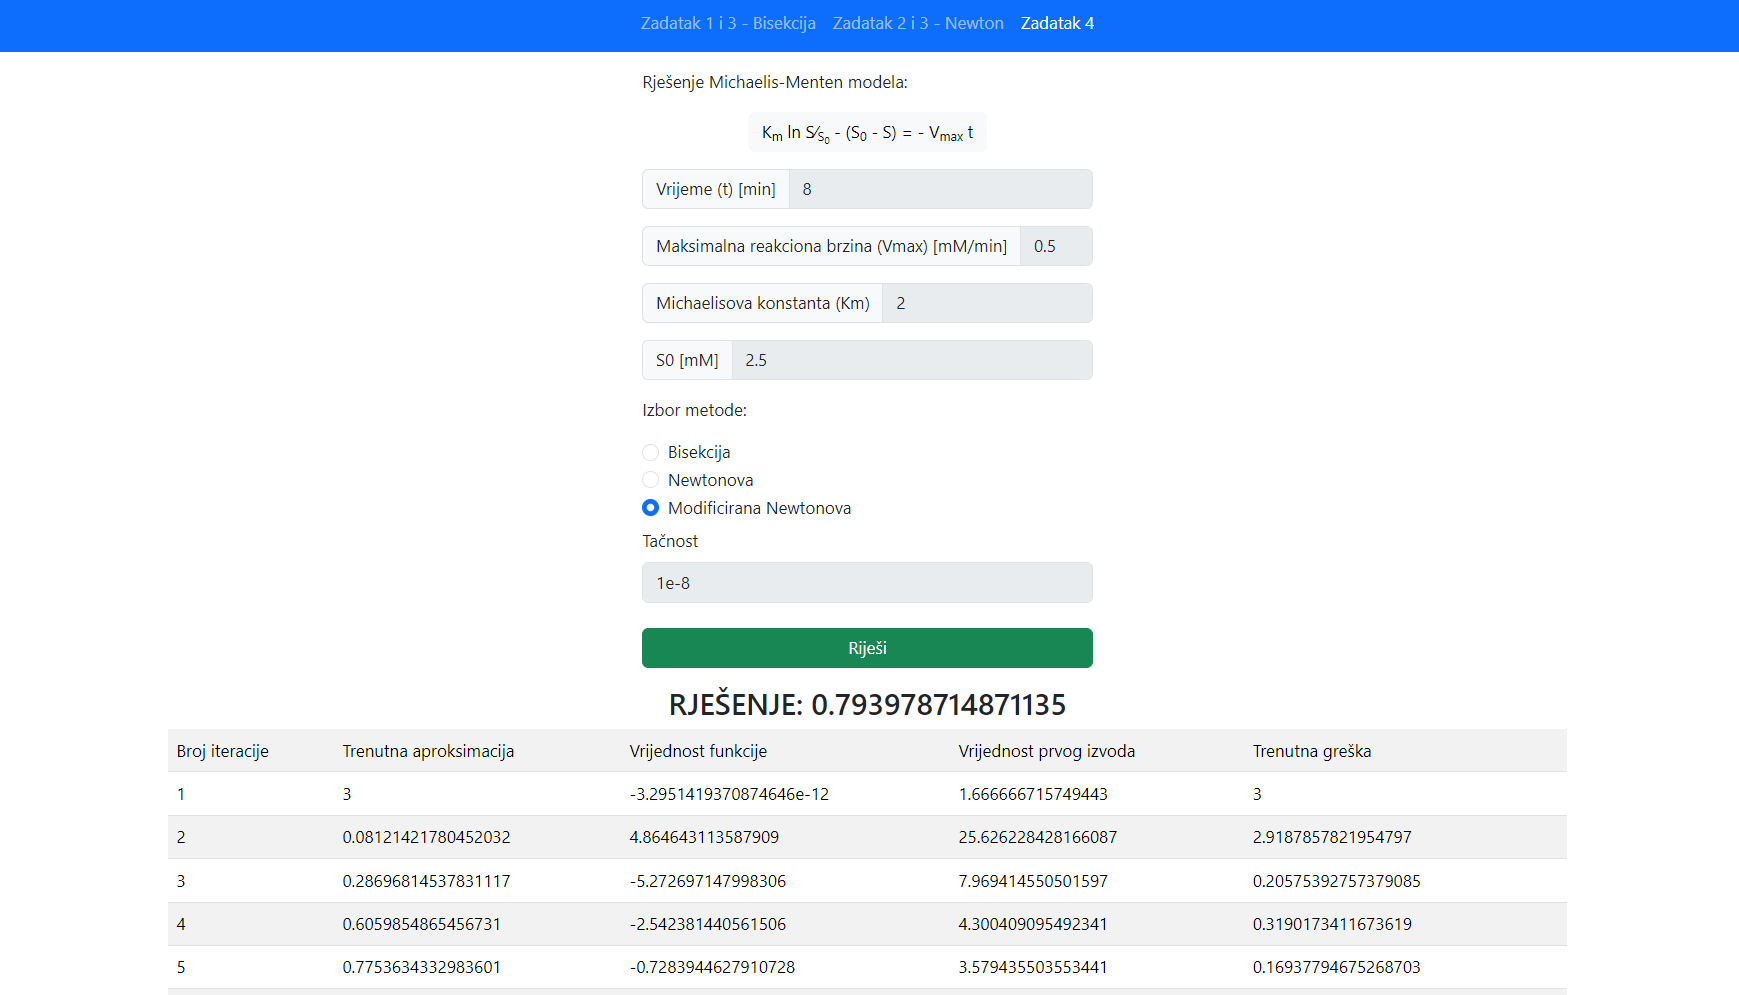 Zadatak 1 i 3 - Bisekcija Zadatak 2 i 3 - Newton Zadatak 4
Rješenje Michaelis-Menten modela:
Km ln S⁄S0 - (S0 - S) = - Vmax t
Vrijeme (t) [min] 8
Maksimalna reakciona brzina (Vmax) [mM/min] 0.5
Michaelisova konstanta (Km) 2
S0 [mM] 2.5
Izbor metode:
Bisekcija
Newtonova
Modificirana Newtonova
Tačnost
1e-8
Riješi
RJEŠENJE: 0.793978714871135
Broj iteracije Trenutna aproksimacija Vrijednost funkcije Vrijednost prvog izvoda Trenutna greška
1 3 -3.2951419370874646e-12 1.666666715749443 3
2 0.08121421780452032 4.864643113587909 25.626228428166087 2.9187857821954797
3 0.28696814537831117 -5.272697147998306 7.969414550501597 0.20575392757379085
4 0.6059854865456731 -2.542381440561506 4.300409095492341 0.3190173411673619
5 0.7753634332983601 -0.7283944627910728 3.579435503553441 0.16937794675268703